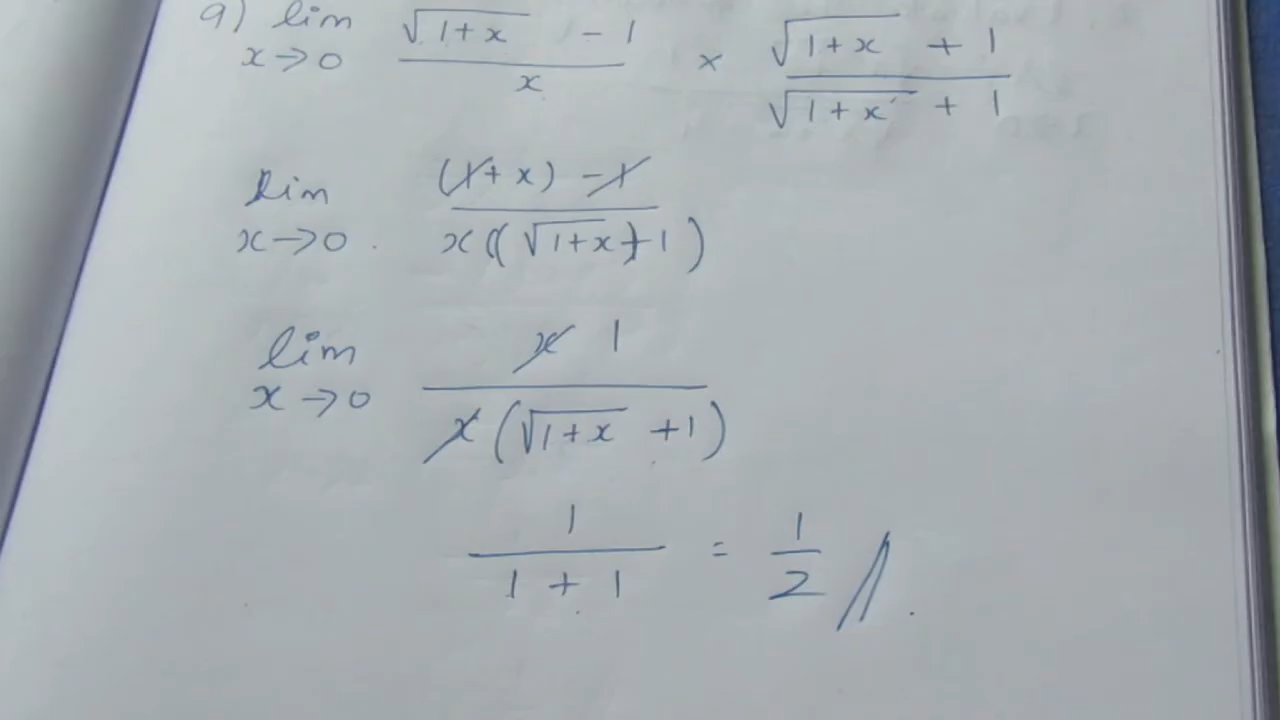 9) lim x→0 (√(1+x) - 1)/x × (√(1+x) + 1)/(√(1+x) + 1)
lim x→0 ((1+x) - 1)/(x((√(1+x)+1))
lim x→0 x 1/(x(√(1+x) +1))
1/(1+1) = 1/2 //.